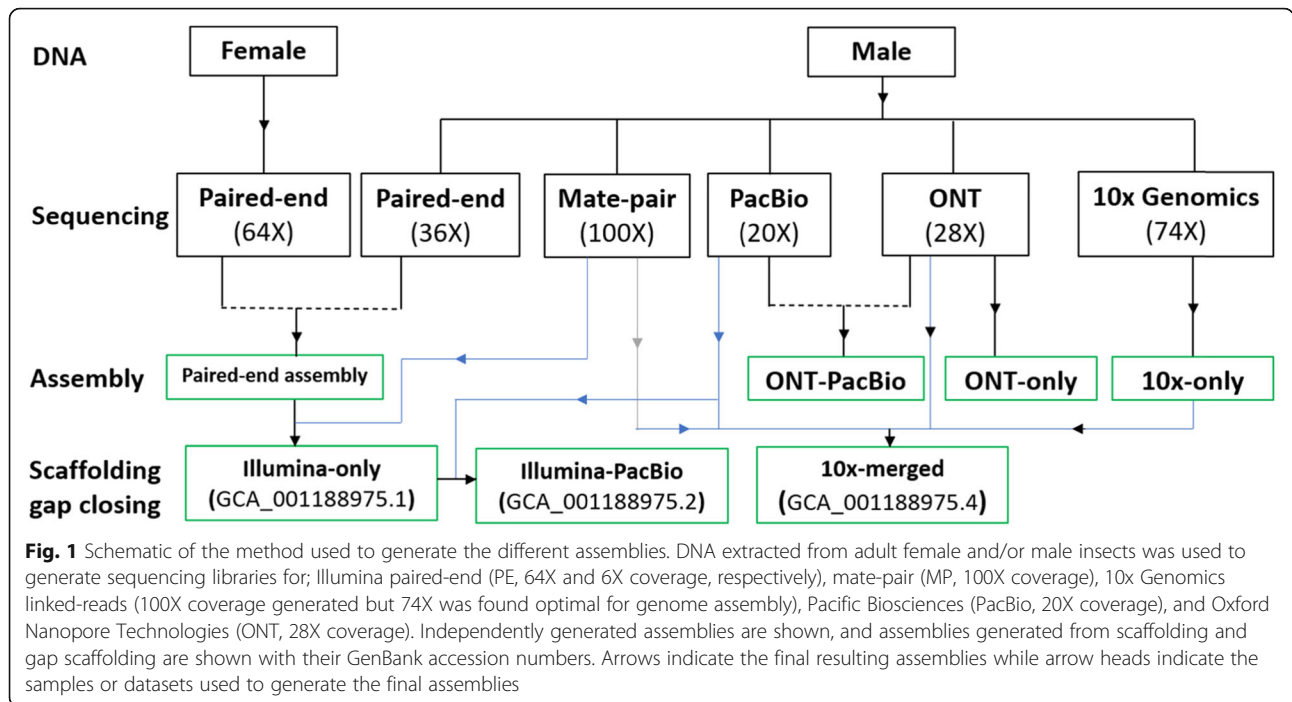 DNA
Female
Male
Sequencing
Paired-end
(64X)
Paired-end
(36X)
Mate-pair
(100X)
PacBio
(20X)
ONT
(28X)
10x Genomics
(74X)
Assembly
Paired-end assembly
ONT-PacBio
ONT-only
10x-only
Scaffolding
gap closing
Illumina-only
(GCA_001188975.1)
Illumina-PacBio
(GCA_001188975.2)
10x-merged
(GCA_001188975.4)
Fig. 1 Schematic of the method used to generate the different assemblies. DNA extracted from adult female and/or male insects was used to
generate sequencing libraries for; Illumina paired-end (PE, 64X and 6X coverage, respectively), mate-pair (MP, 100X coverage), 10x Genomics
linked-reads (100X coverage generated but 74X was found optimal for genome assembly), Pacific Biosciences (PacBio, 20X coverage), and Oxford
Nanopore Technologies (ONT, 28X coverage). Independently generated assemblies are shown, and assemblies generated from scaffolding and
gap scaffolding are shown with their GenBank accession numbers. Arrows indicate the final resulting assemblies while arrow heads indicate the
samples or datasets used to generate the final assemblies